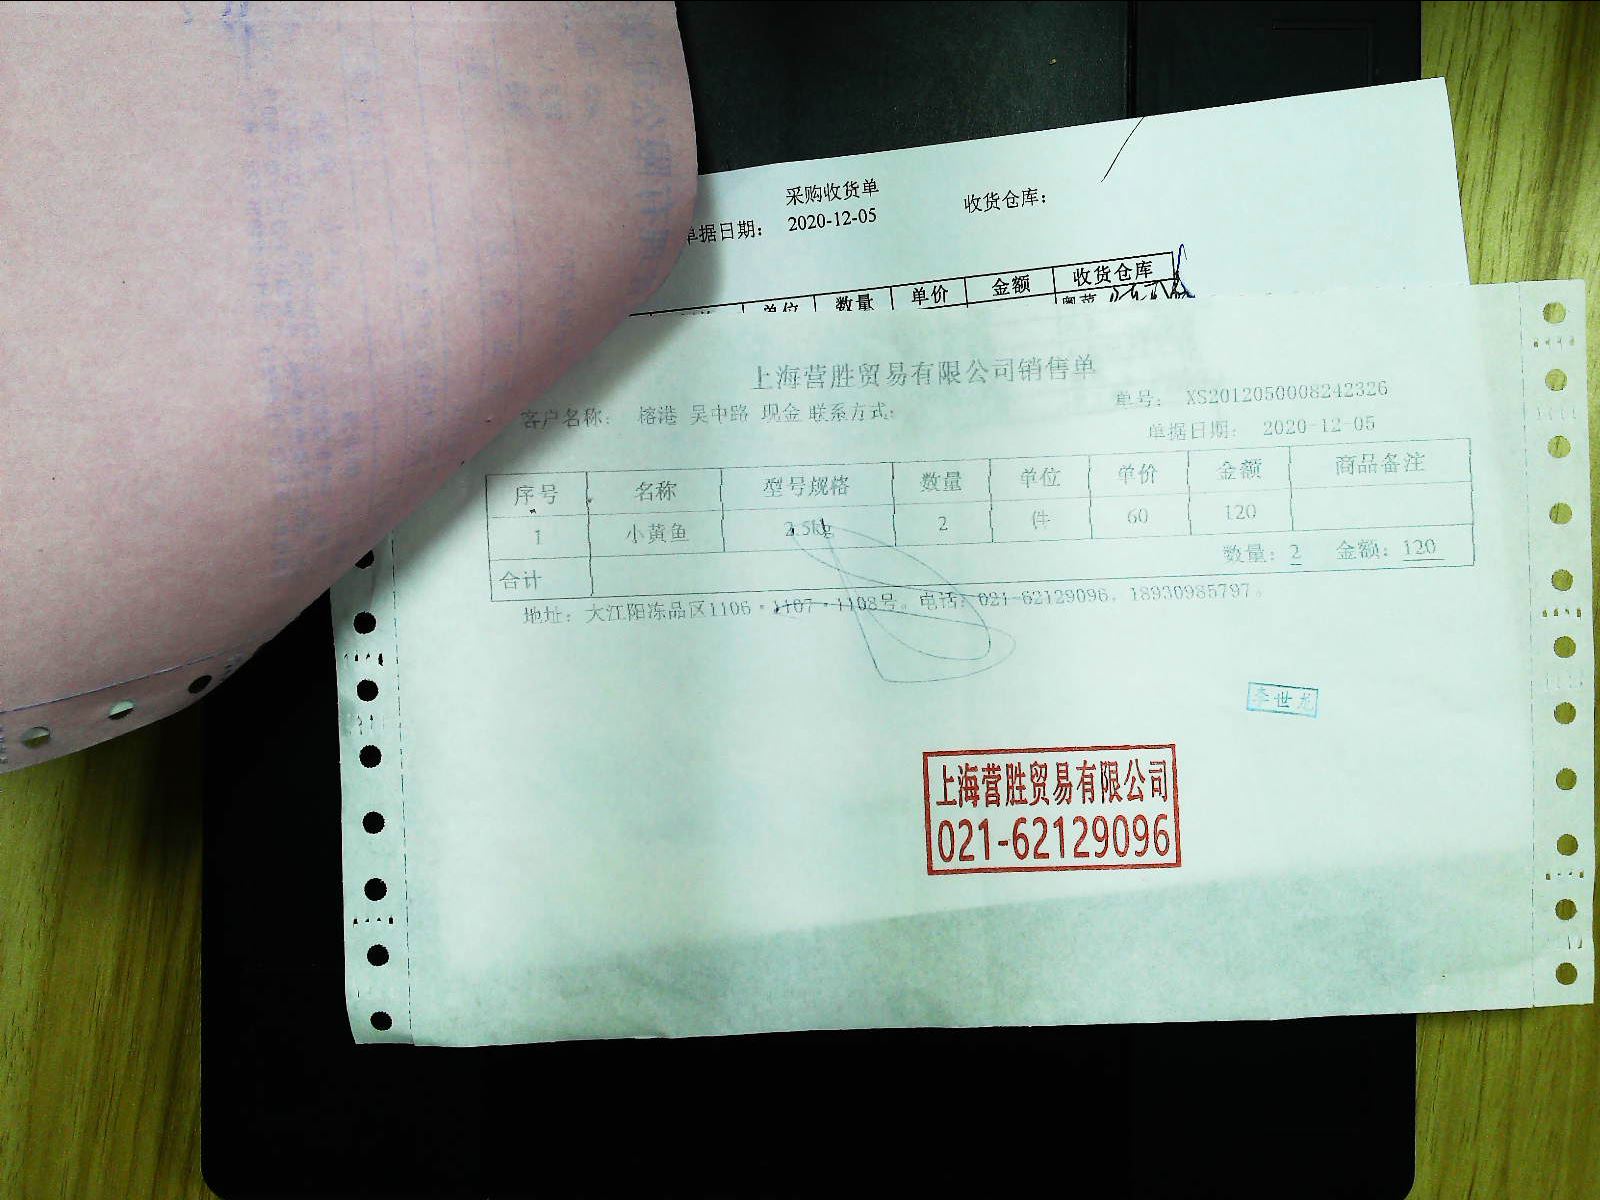 采购收货单
单据日期： 2020-12-05 收货仓库：
单位 数量 单价 金额 收货仓库
上海营胜贸易有限公司销售单
客户名称： 榕港 吴中路 现金 联系方式： 单号： XS2012050008242326
单据日期： 2020-12-05
序号 名称 型号规格 数量 单位 单价 金额 商品备注
1 小黄鱼 2.5kg 2 件 60 120
合计 数量：2 金额：120
地址：大江阳冻品区1106·1107·1108号。电话：021-62129096，18930985797。
李世龙
上海营胜贸易有限公司
021-62129096